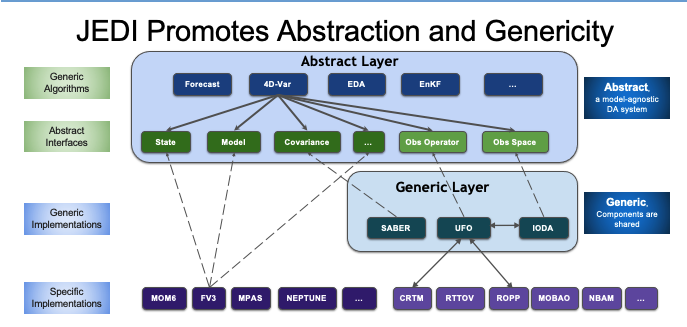 JEDI Promotes Abstraction and Genericity
Abstract Layer
Generic
Algorithms
Forecast 4D-Var EDA EnKF ...
Abstract,
a model-agnostic
DA system
Abstract
Interfaces
State Model Covariance ... Obs Operator Obs Space
Generic Layer
Generic
Implementations
SABER UFO IODA
Generic,
Components are
shared
Specific
Implementations
MOM6 FV3 MPAS NEPTUNE ... CRTM RTTOV ROPP MOBAO NBAM ...